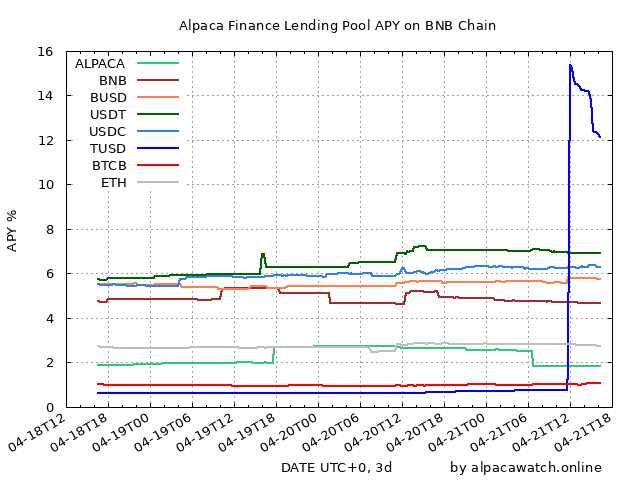 Alpaca Finance Lending Pool APY on BNB Chain
APY %
16
14
12
10
8
6
4
2
0
ALPACA
BNB
BUSD
USDT
USDC
TUSD
BTCB
ETH
04-18T12
04-18T18
04-19T00
04-19T06
04-19T12
04-19T18
04-20T00
04-20T06
04-20T12
04-20T18
04-21T00
04-21T06
04-21T12
04-21T18
DATE UTC+0, 3d
by alpacawatch.online